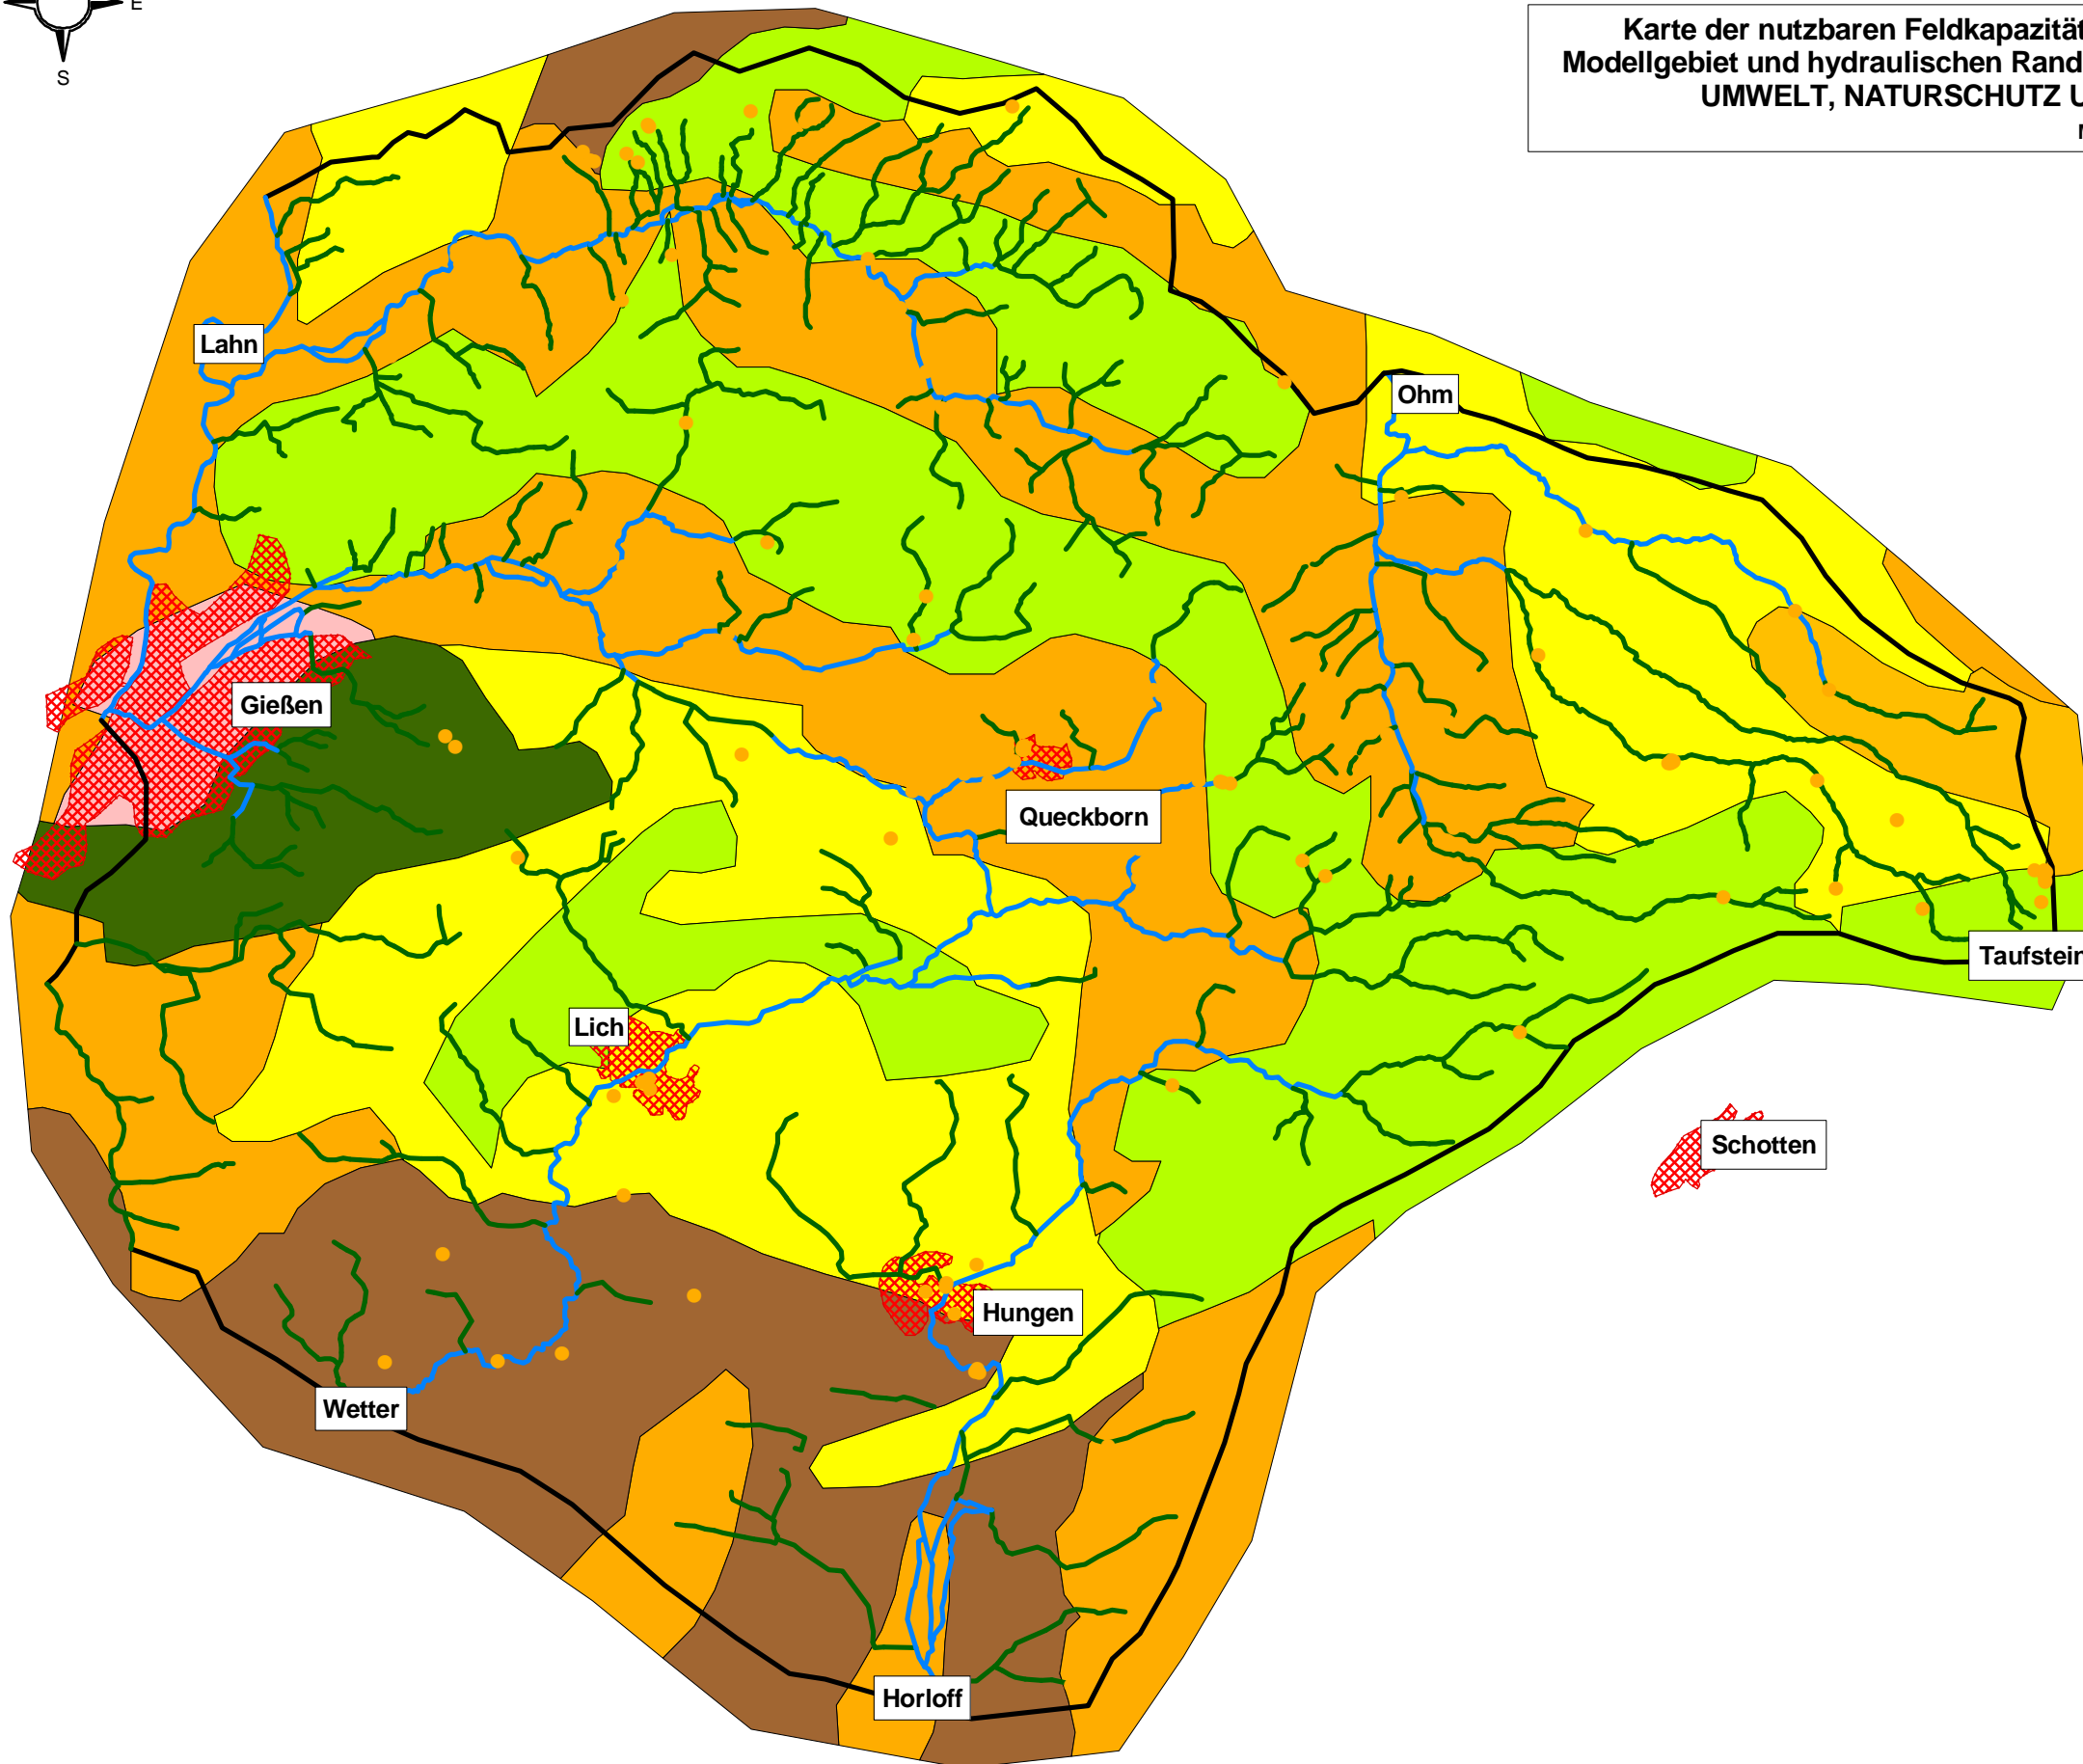 E
S
Karte der nutzbaren Feldkapazität
Modellgebiet und hydraulischen Rand
UMWELT, NATURSCHUTZ U
Lahn
Ohm
Gießen
Queckborn
Taufstein
Lich
Schotten
Hungen
Wetter
Horloff